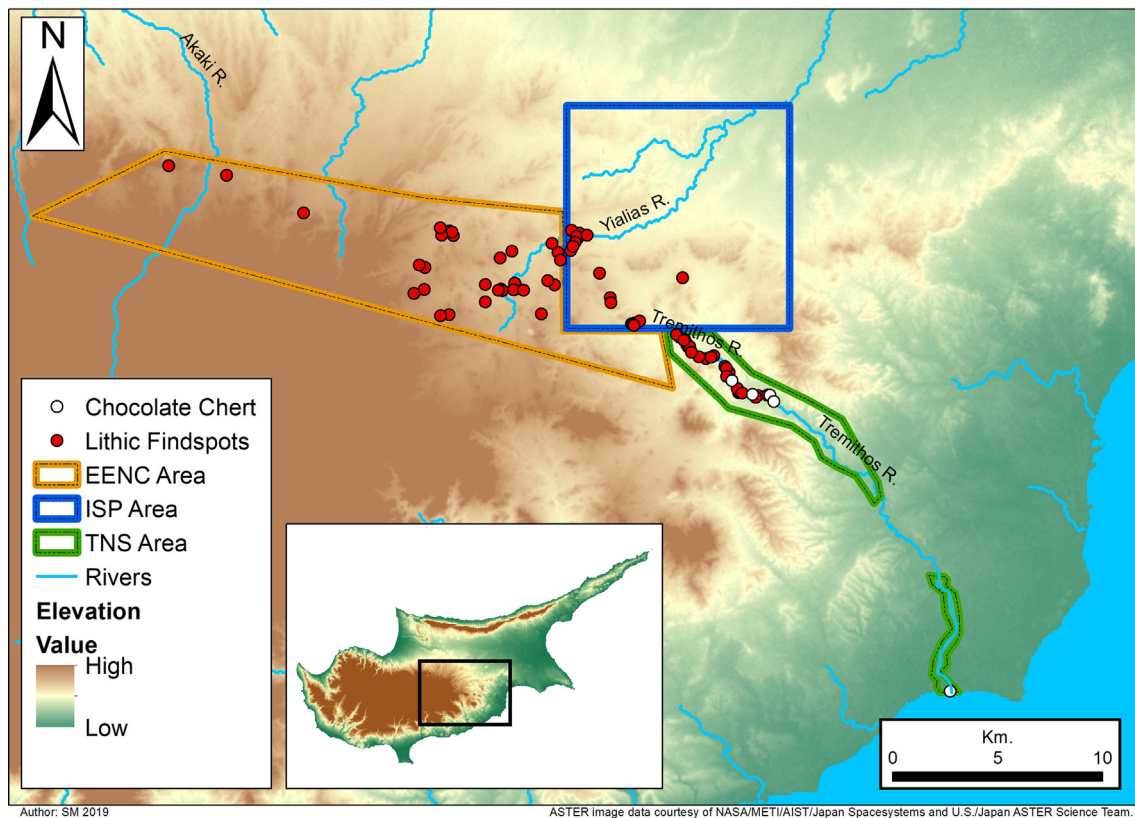 N
Akaki R.
Yialias R.
Tremithos R.
Tremithos R.
Chocolate Chert
Lithic Findspots
EENC Area
ISP Area
TNS Area
Rivers
Elevation
Value
High
Low
Km.
0 5 10
Author: SM 2019
ASTER image data courtesy of NASA/METI/AIST/Japan Spacesystems and U.S./Japan ASTER Science Team.